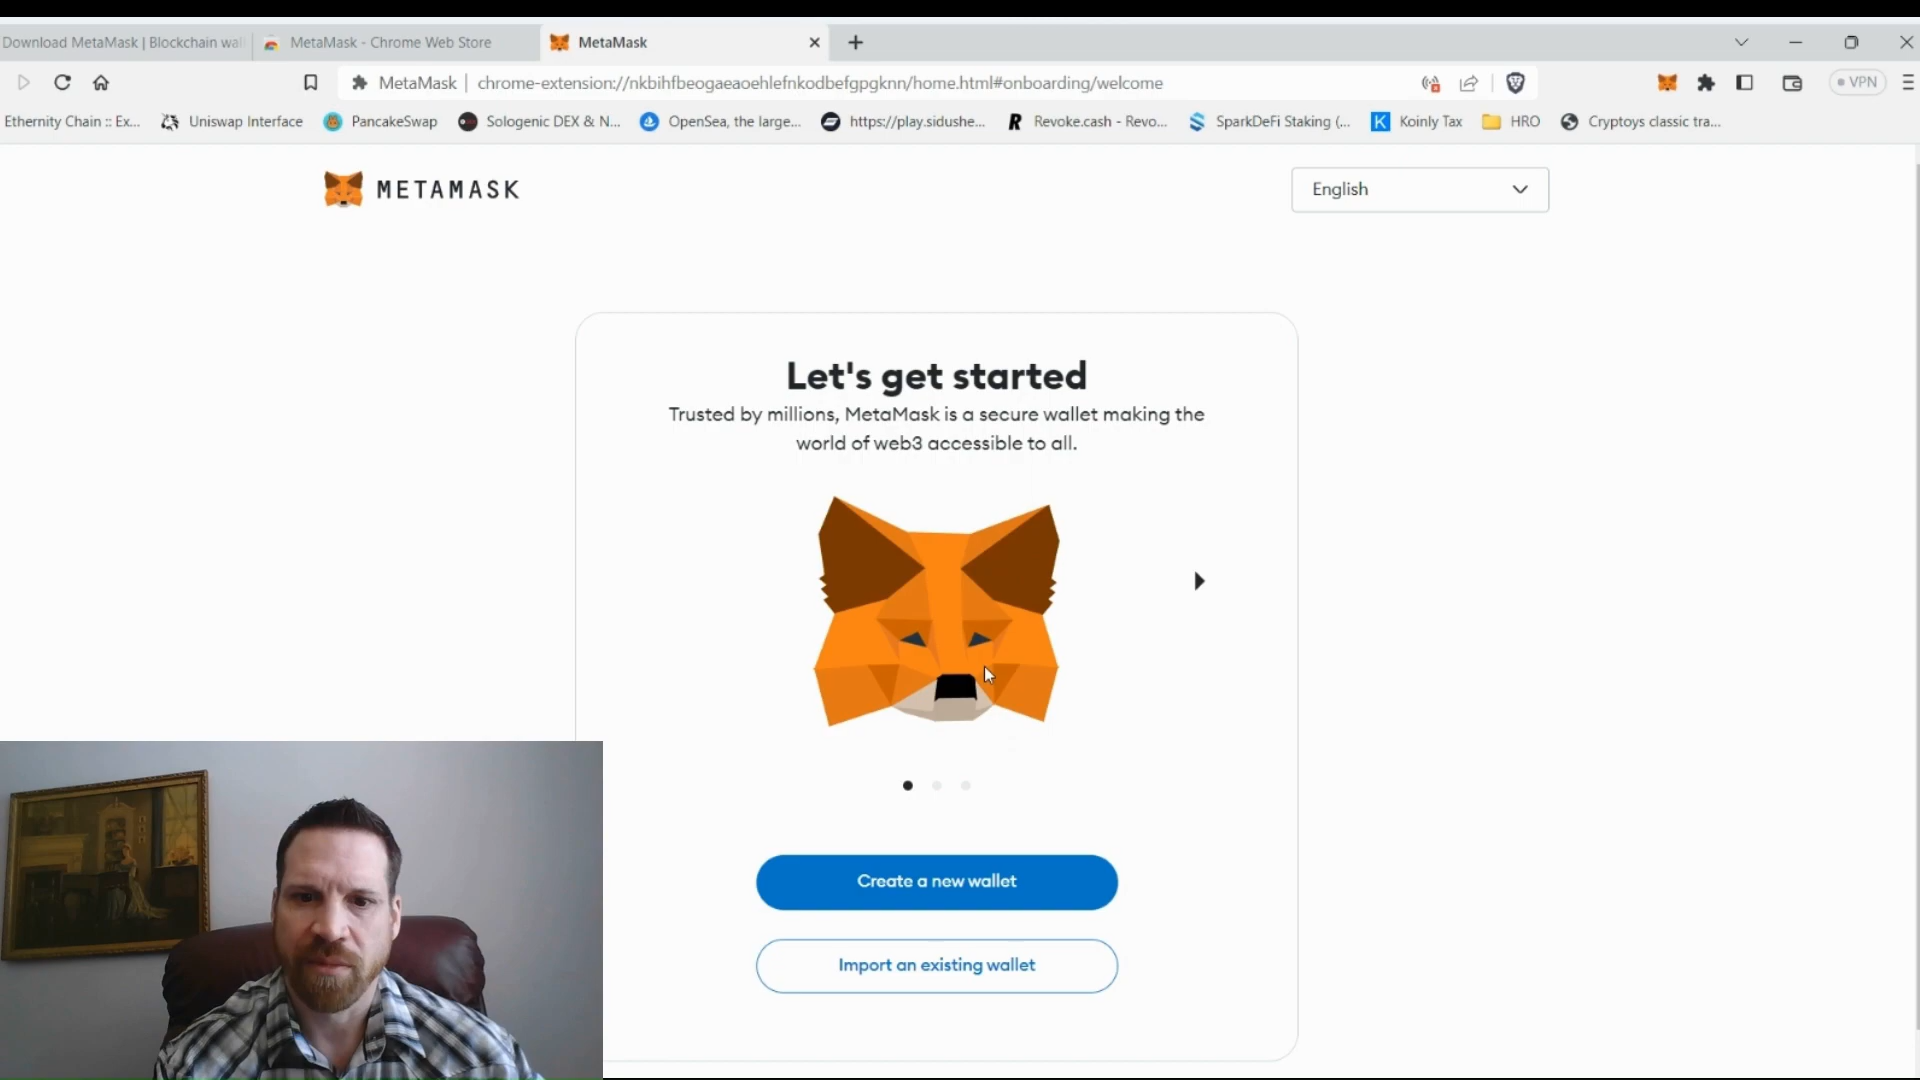 Download MetaMask | Blockchain wal
MetaMask - Chrome Web Store
MetaMask
MetaMask | chrome-extension://nkbihfbeogaeaoehlefnkodbefgpgknn/home.html#onboarding/welcome
VPN
Ethernity Chain :: Ex...
Uniswap Interface
PancakeSwap
Sologenic DEX & N...
OpenSea, the large...
https://play.sidushe...
Revoke.cash - Revo...
SparkDeFi Staking (...
K
Koinly Tax
HRO
Cryptoys classic tra...
METAMASK
English
Let's get started
Trusted by millions, MetaMask is a secure wallet making the
world of web3 accessible to all.
Create a new wallet
Import an existing wallet